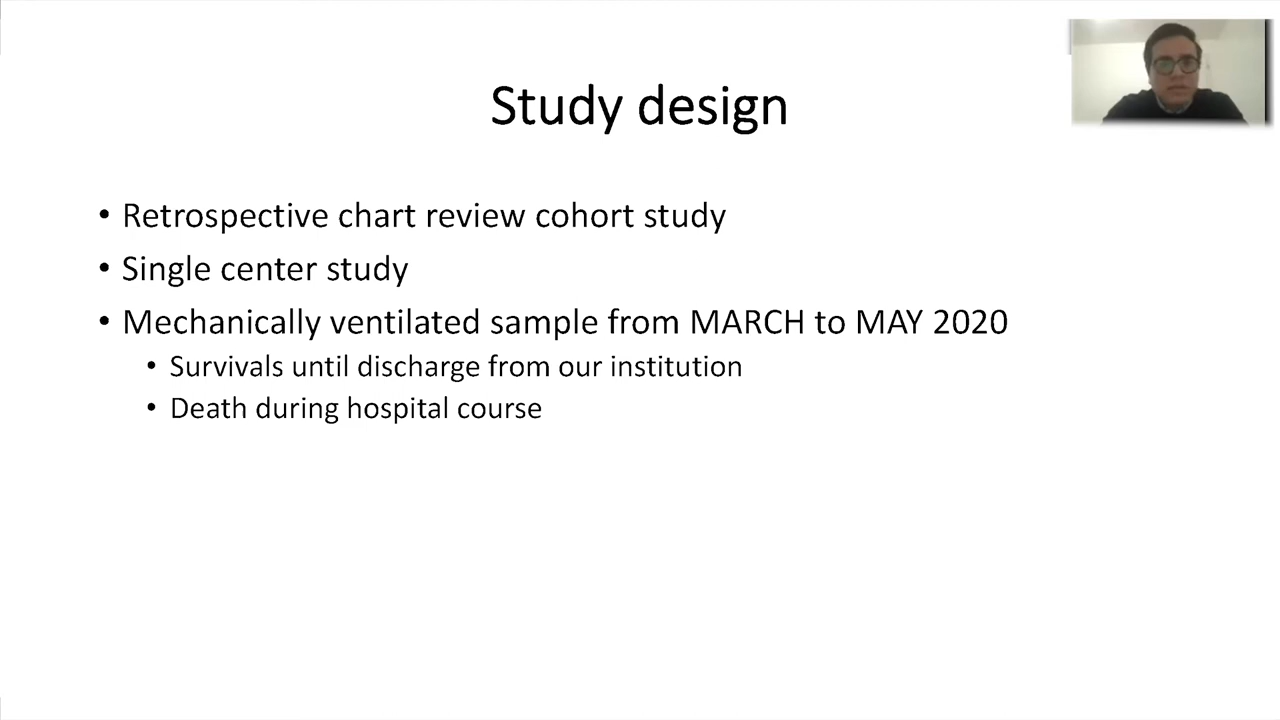 Study design
• Retrospective chart review cohort study
• Single center study
• Mechanically ventilated sample from MARCH to MAY 2020
• Survivals until discharge from our institution
• Death during hospital course